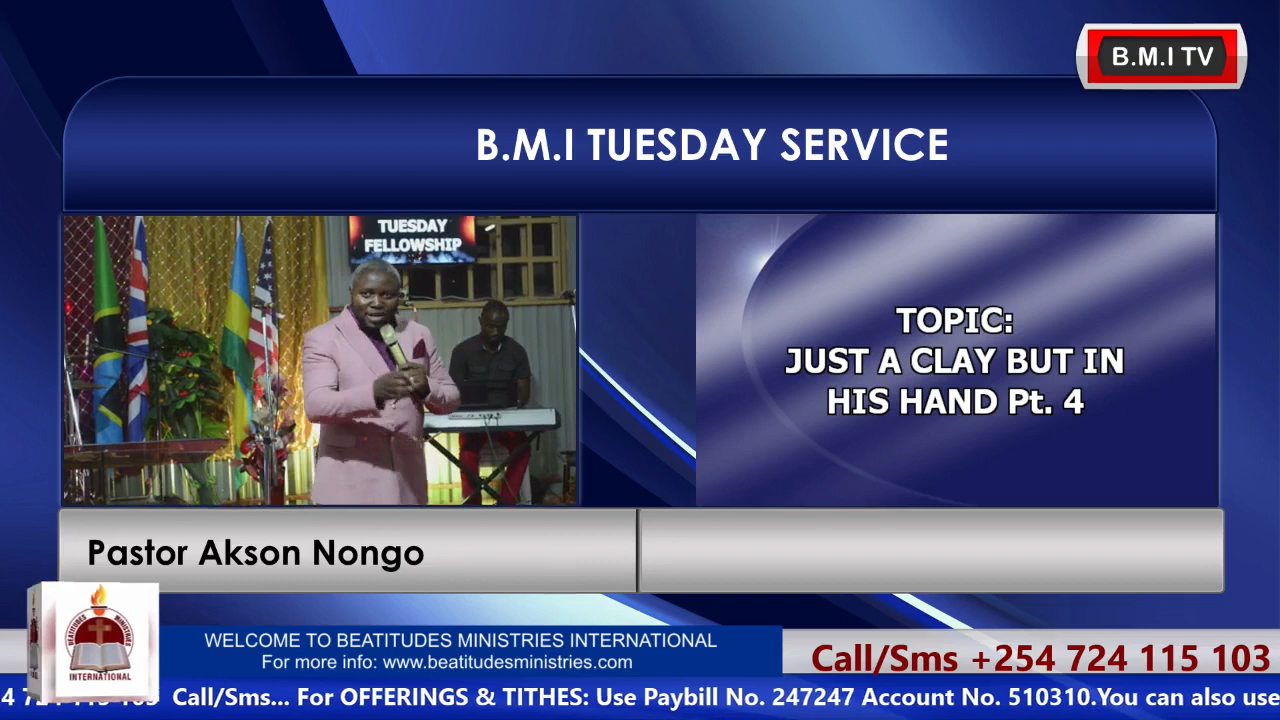 B.M.I TV
B.M.I TUESDAY SERVICE
TUESDAY
FELLOWSHIP
TOPIC:
JUST A CLAY BUT IN
HIS HAND Pt. 4
Pastor Akson Nongo
BEATITUDES MINISTRIES
INTERNATIONAL
WELCOME TO BEATITUDES MINISTRIES INTERNATIONAL
For more info: www.beatitudesministries.com
Call/Sms +254 724 115 103
Call/Sms... For OFFERINGS & TITHES: Use Paybill No. 247247 Account No. 510310.You can also use